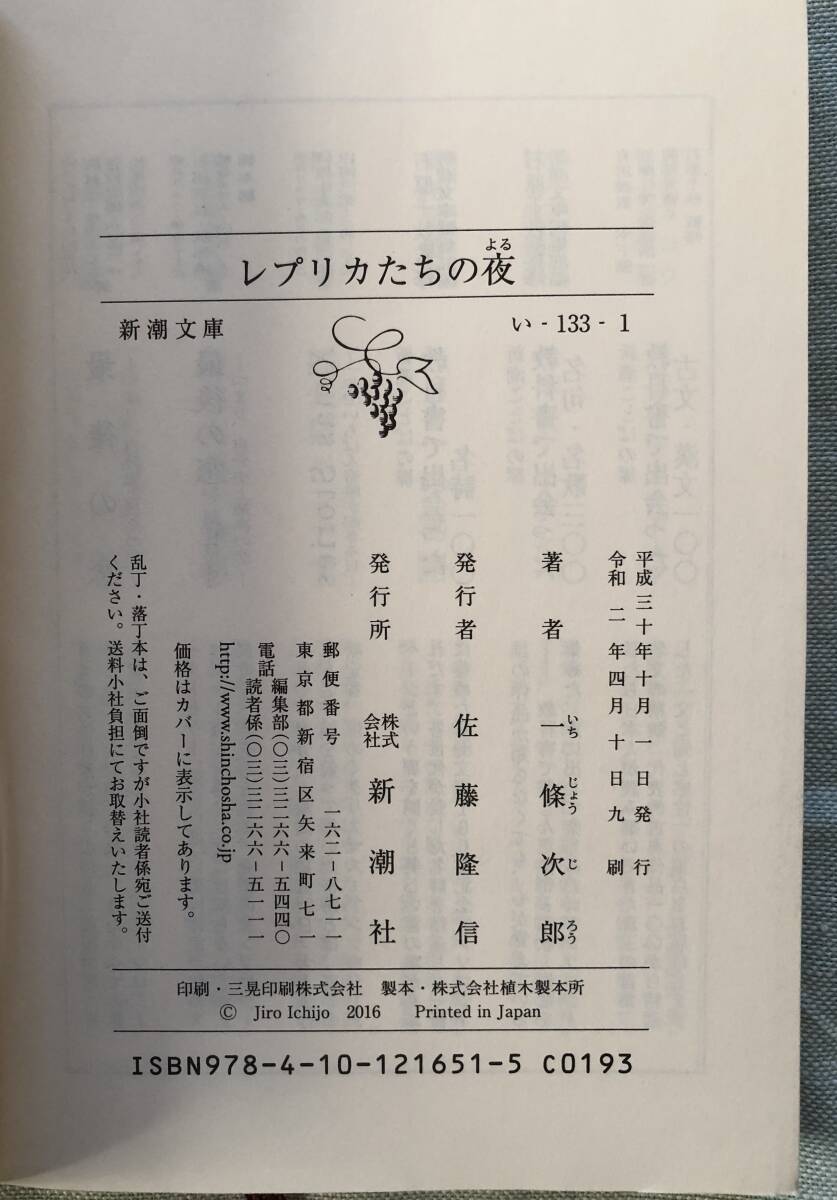 レプリカたちの夜
よる
新潮文庫
い-133-1
平成三十年十月一日発行
令和二年四月十日九刷
著者 一條次郎
いちじょうじろう
発行者 佐藤隆信
発行所 株式会社 新潮社
郵便番号 一六二―八七一一
東京都新宿区矢来町七一
電話 編集部(〇三)三二六六―五四四〇
読者係(〇三)三二六六―五一一一
http://www.shinchosha.co.jp
価格はカバーに表示してあります。
乱丁・落丁本は、ご面倒ですが小社読者係宛ご送付
ください。送料小社負担にてお取替えいたします。
印刷・三晃印刷株式会社 製本・株式会社植木製本所
© Jiro Ichijo 2016 Printed in Japan
ISBN978-4-10-121651-5 C0193